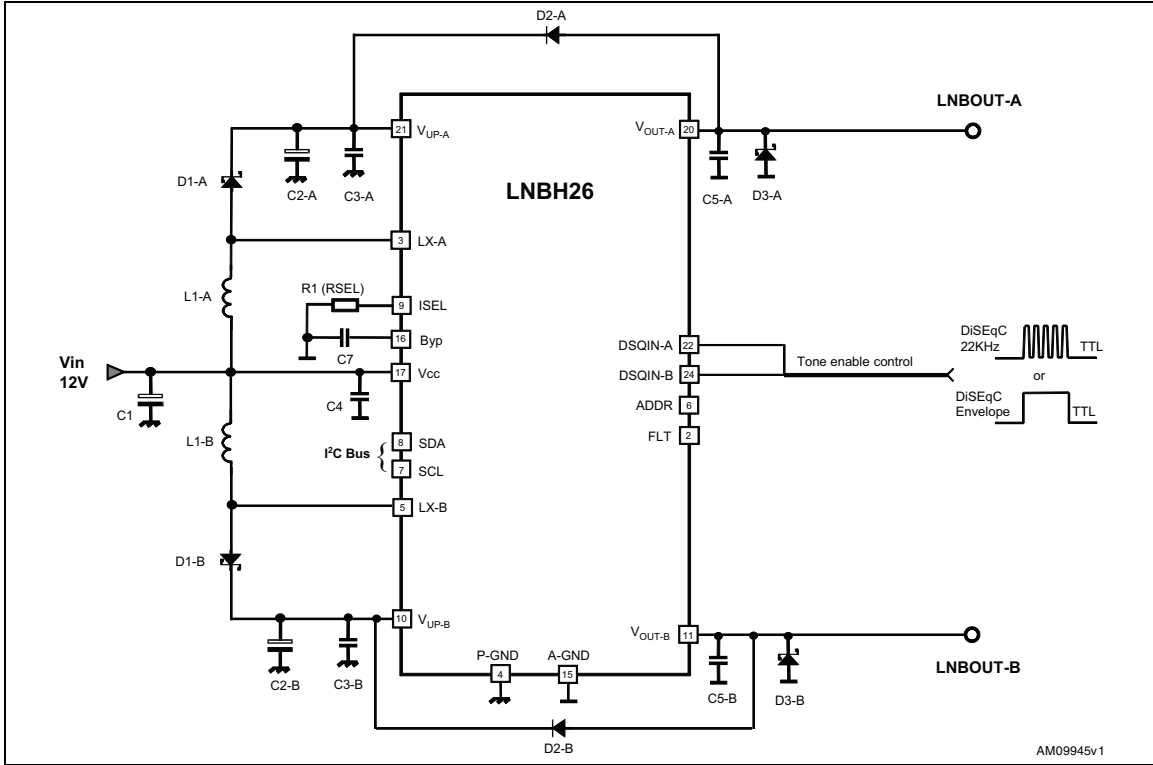 D2-A
LNBOUT-A
21 VUP-A
VOUT-A 20
D1-A
C2-A
C3-A
LNBH26
C5-A
D3-A
3 LX-A
L1-A
R1 (RSEL)
9 ISEL
16 Byp
C7
DSQIN-A 22
DiSEqC
22KHz
TTL
Vin
12V
17 Vcc
DSQIN-B 24
Tone enable control
or
C1
C4
ADDR 6
DiSEqC
Envelope
TTL
L1-B
I²C Bus
8 SDA
FLT 2
7 SCL
5 LX-B
D1-B
10 VUP-B
VOUT-B 11
P-GND
A-GND
4
15
C2-B
C3-B
C5-B
D3-B
LNBOUT-B
D2-B
AM09945v1